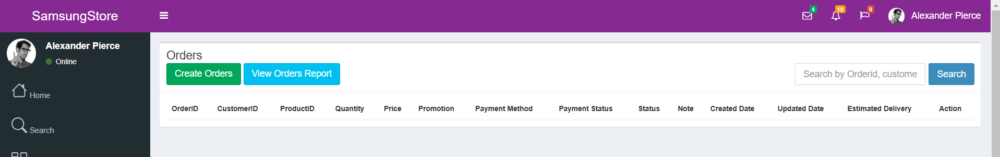 SamsungStore
4
10
9
Alexander Pierce
Alexander Pierce
Online
Home
Search
Orders
Create Orders
View Orders Report
Search by Orderid, custome
Search
OrderID CustomerID ProductID Quantity Price Promotion Payment Method Payment Status Status Note Created Date Updated Date Estimated Delivery Action